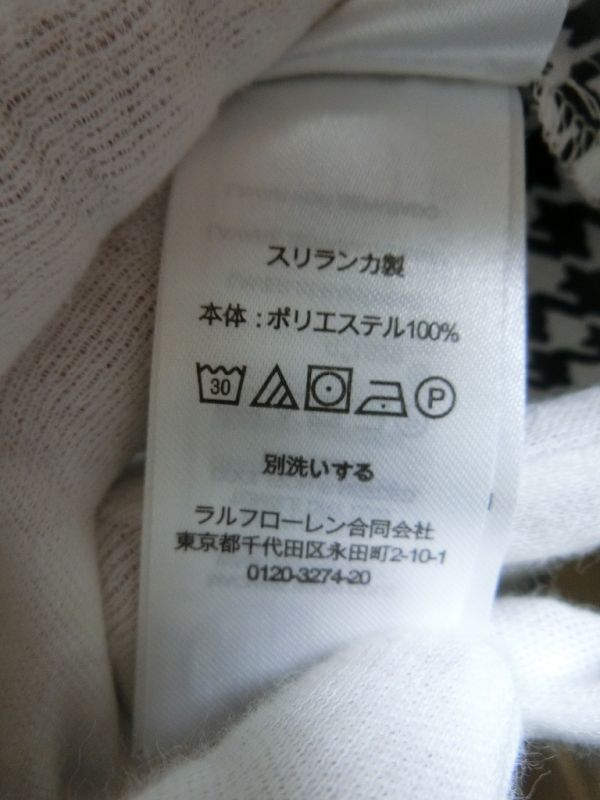 スリランカ製
本体：ポリエステル100%
30 P
別洗いする
ラルフローレン合同会社
東京都千代田区永田町2-10-1
0120-3274-20